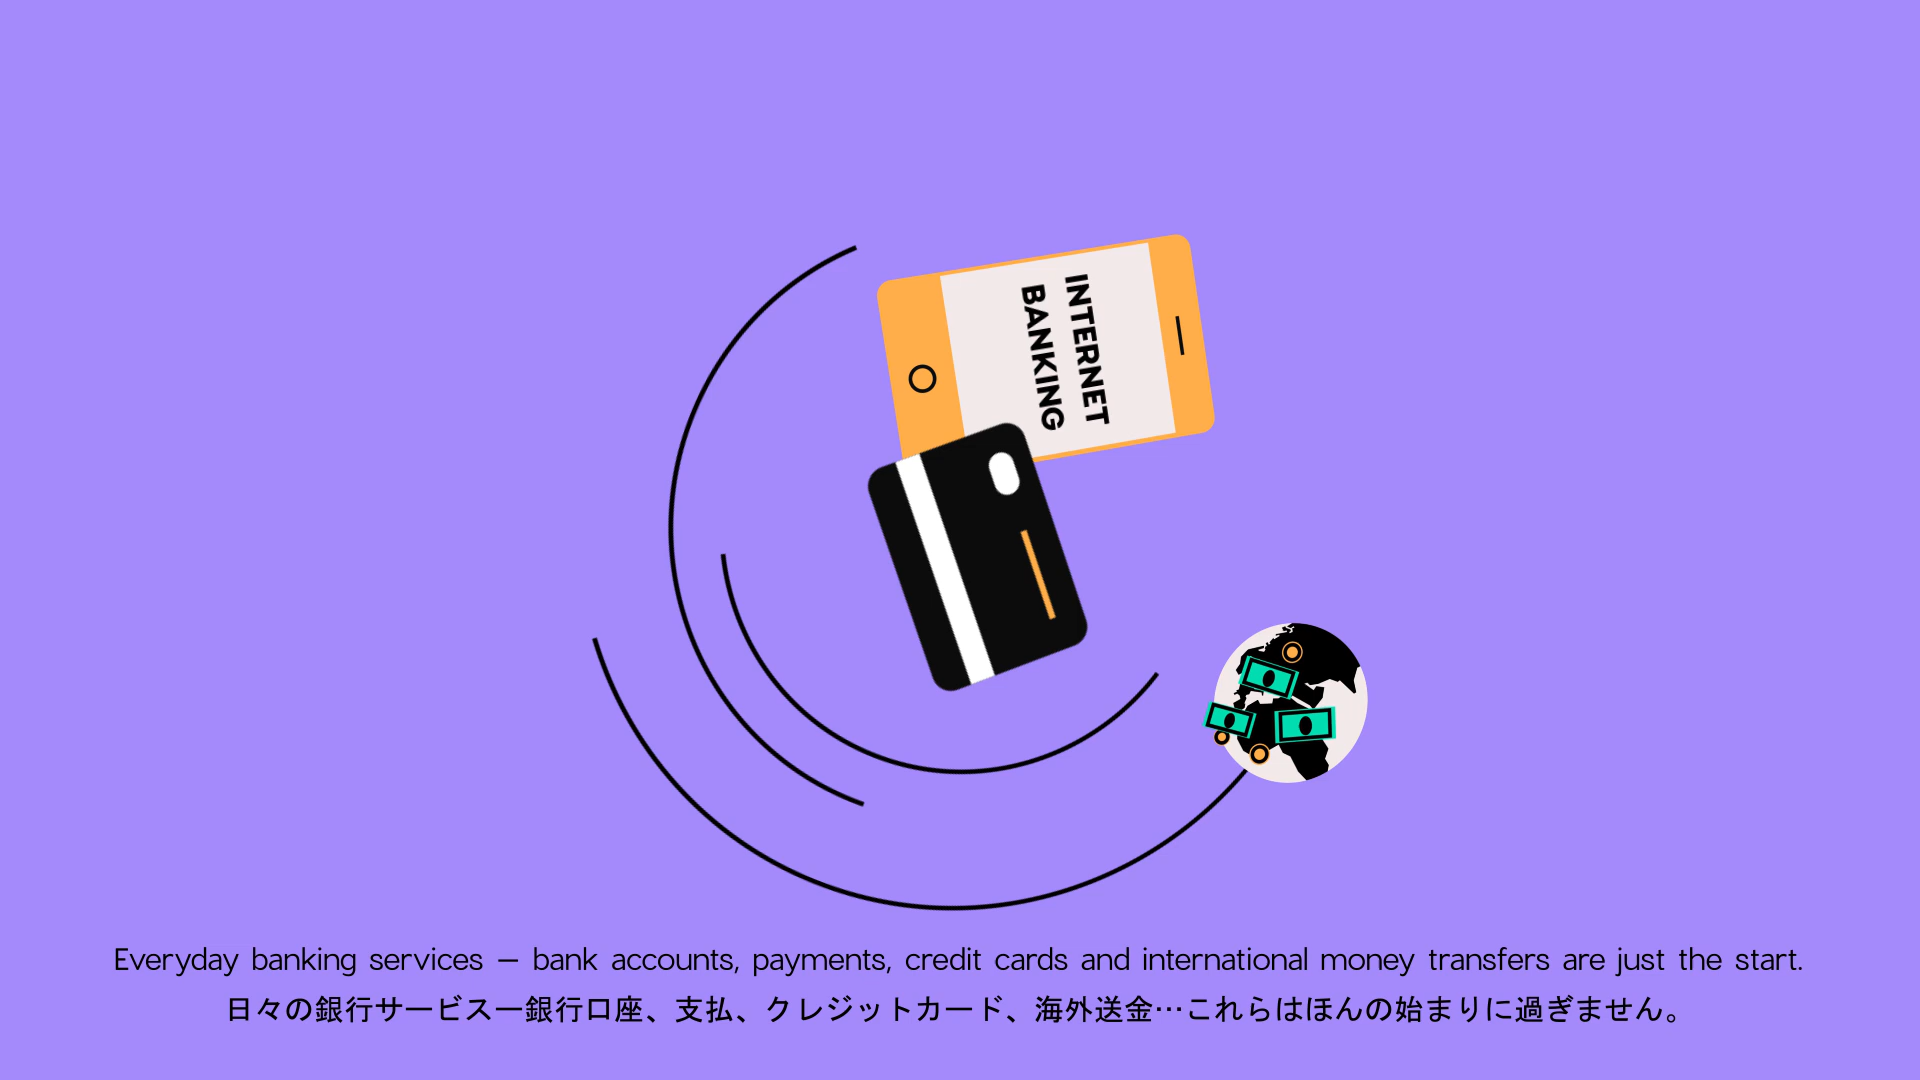 INTERNET
BANKING
Everyday banking services – bank accounts, payments, credit cards and international money transfers are just the start.
日々の銀行サービス―銀行口座、支払、クレジットカード、海外送金…これらはほんの始まりに過ぎません。